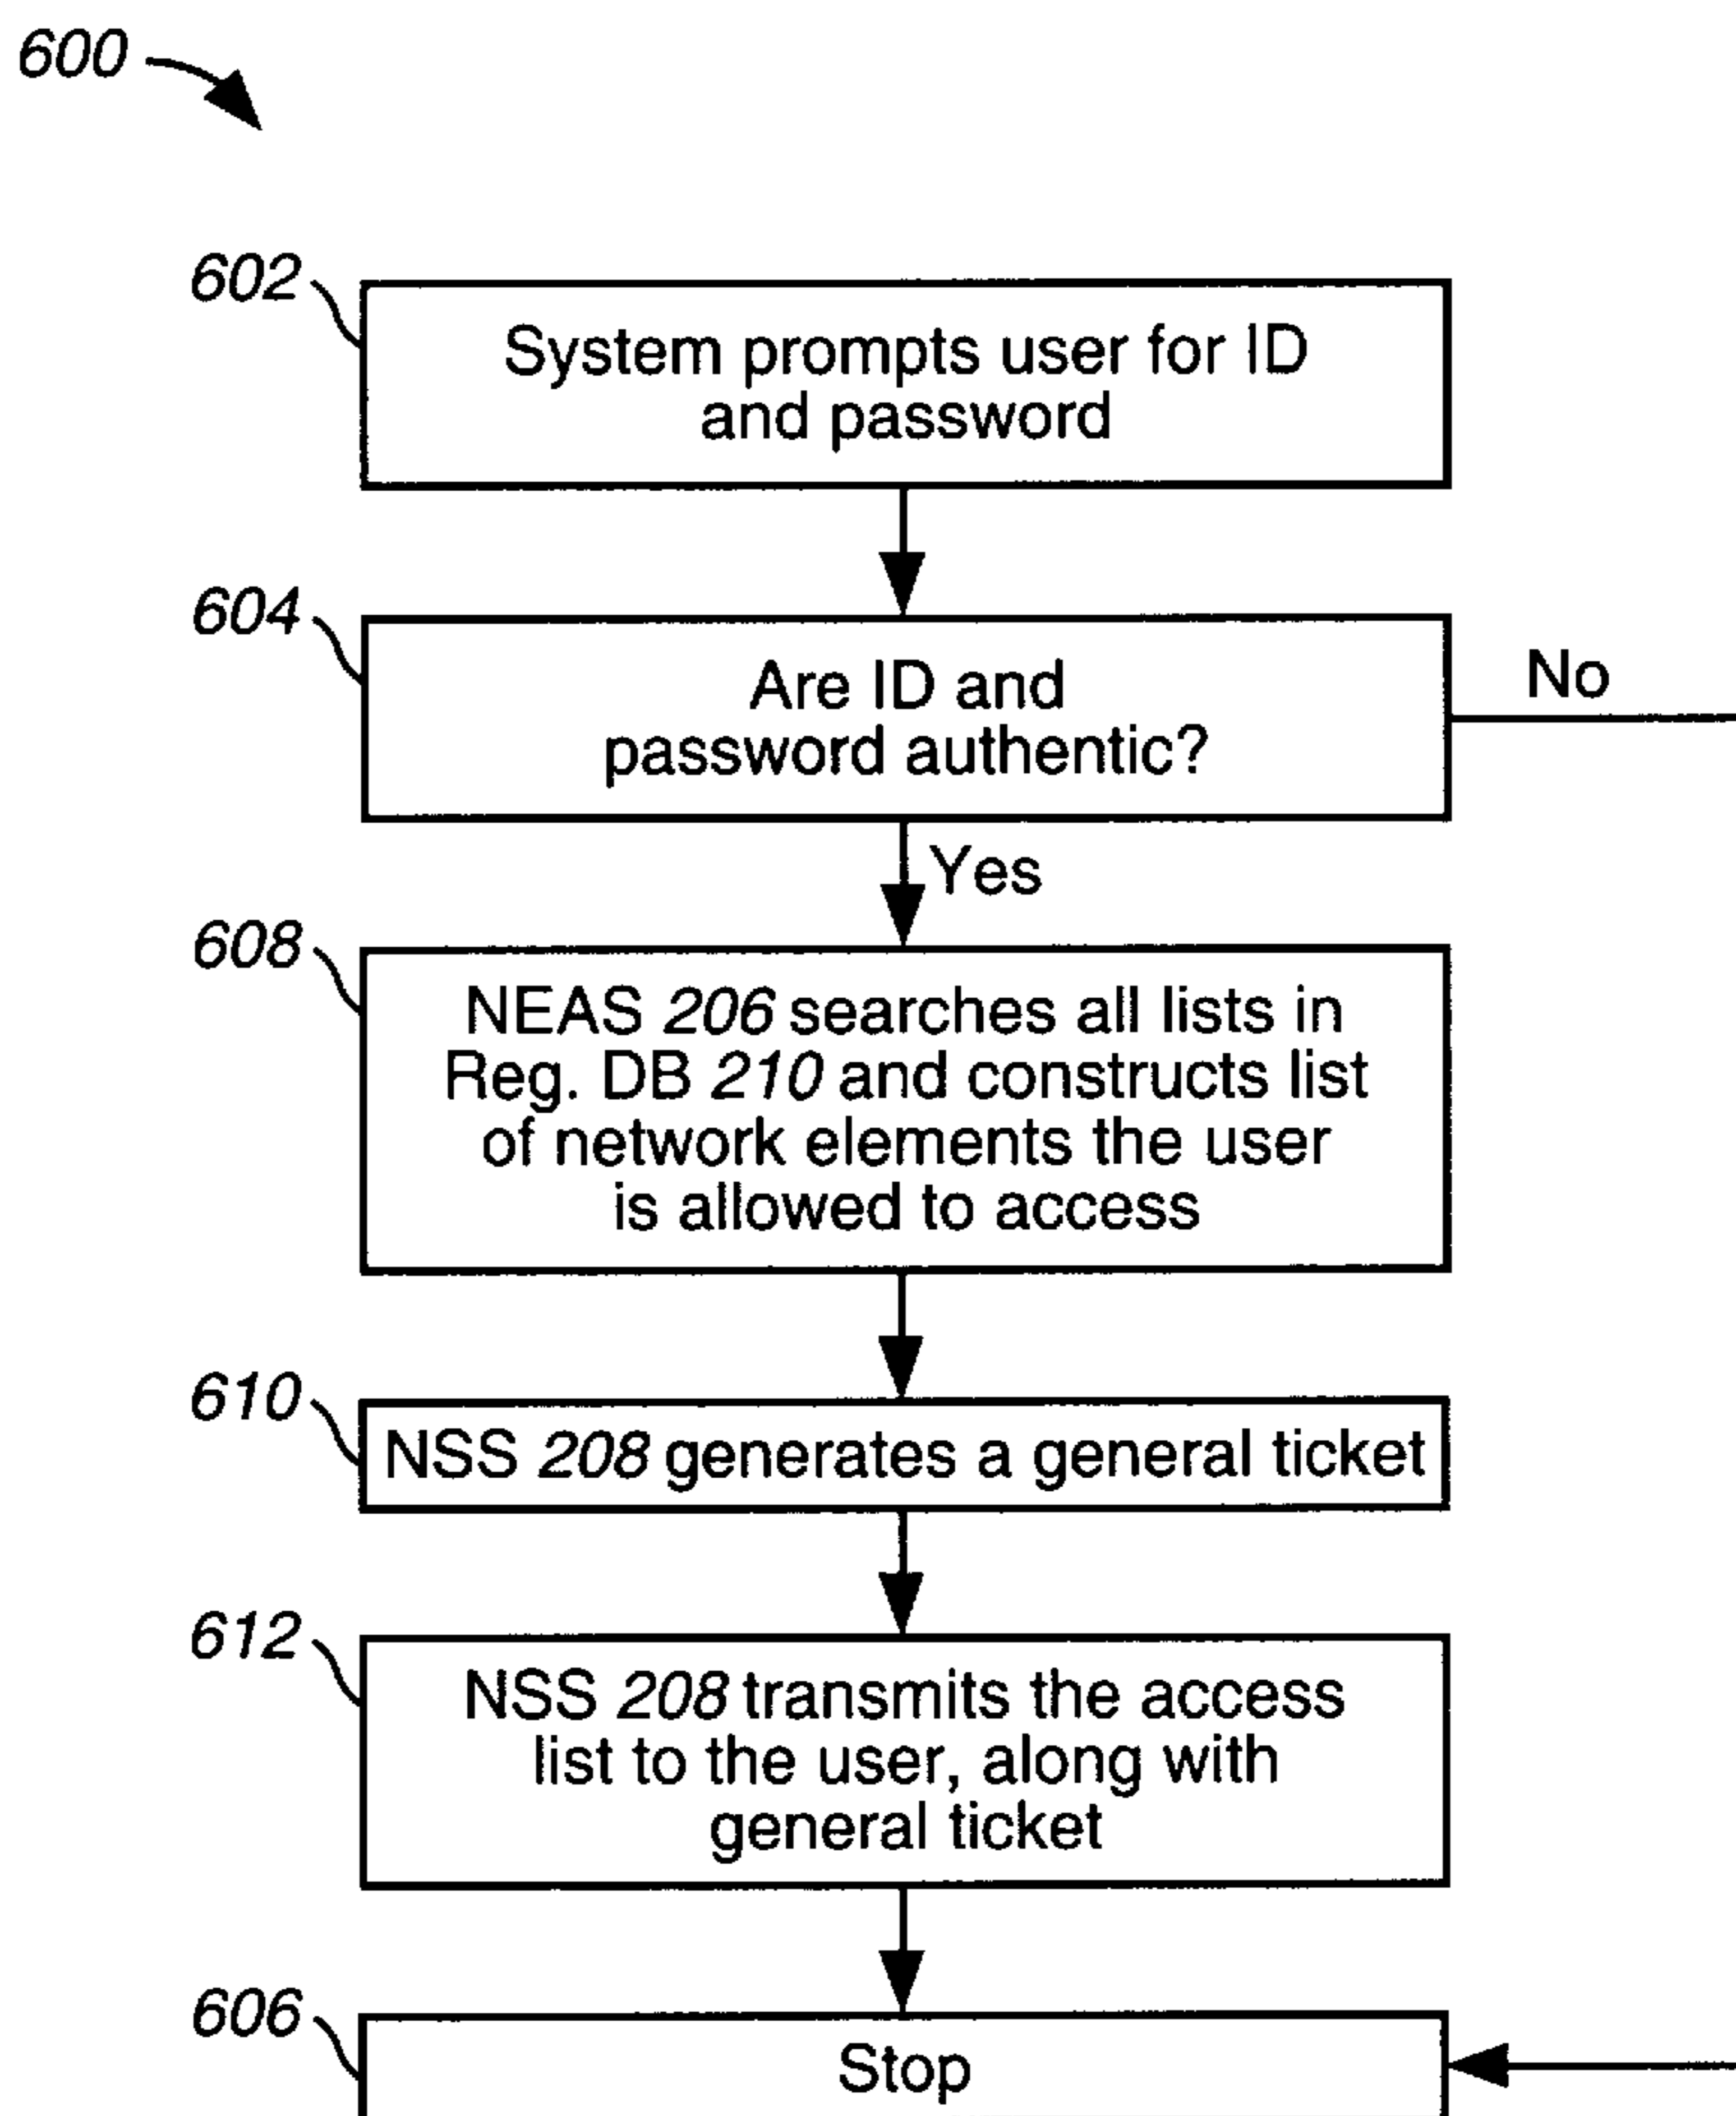 600
602
System prompts user for ID
and password
604
Are ID and
password authentic?
No
Yes
608
NEAS 206 searches all lists in
Reg. DB 210 and constructs list
of network elements the user
is allowed to access
610
NSS 208 generates a general ticket
612
NSS 208 transmits the access
list to the user, along with
general ticket
606
Stop